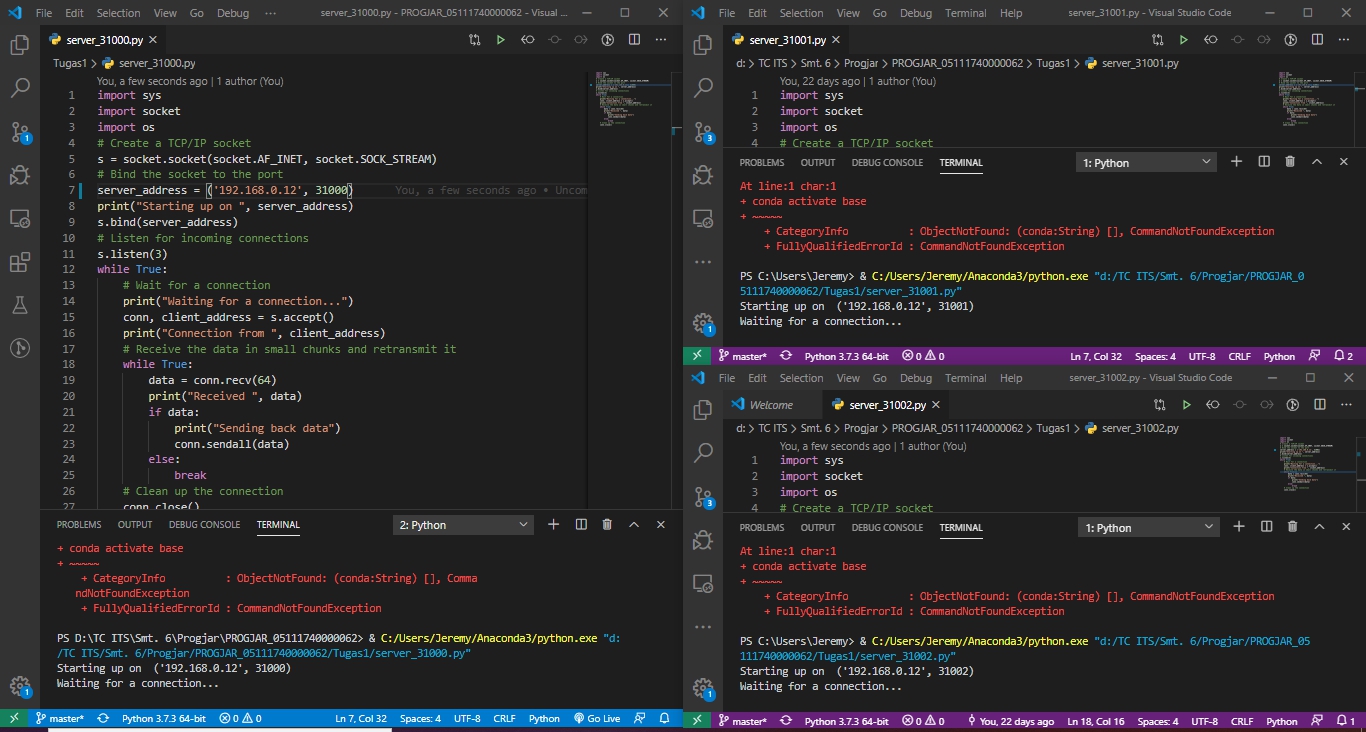 File Edit Selection View Go Debug ··· server_31000.py - PROGJAR_05111740000062 - Visual ...
server_31000.py
Tugas1 > server_31000.py
You, a few seconds ago | 1 author (You)
1 import sys
2 import socket
3 import os
4 # Create a TCP/IP socket
5 s = socket.socket(socket.AF_INET, socket.SOCK_STREAM)
6 # Bind the socket to the port
7 server_address = ('192.168.0.12', 31000) You, a few seconds ago • Uncom
8 print("Starting up on ", server_address)
9 s.bind(server_address)
10 # Listen for incoming connections
11 s.listen(3)
12 while True:
13 # Wait for a connection
14 print("Waiting for a connection...")
15 conn, client_address = s.accept()
16 print("Connection from ", client_address)
17 # Receive the data in small chunks and retransmit it
18 while True:
19 data = conn.recv(64)
20 print("Received ", data)
21 if data:
22 print("Sending back data")
23 conn.sendall(data)
24 else:
25 break
26 # Clean up the connection
27 conn.close()
PROBLEMS OUTPUT DEBUG CONSOLE TERMINAL 2: Python
+ conda activate base
+ ~~~~~
+ CategoryInfo : ObjectNotFound: (conda:String) [], Comma
ndNotFoundException
+ FullyQualifiedErrorId : CommandNotFoundException
PS D:\TC ITS\Smt. 6\Progjar\PROGJAR_05111740000062> & C:/Users/Jeremy/Anaconda3/python.exe "d:
/TC ITS/Smt. 6/Progjar/PROGJAR_05111740000062/Tugas1/server_31000.py"
Starting up on ('192.168.0.12', 31000)
Waiting for a connection...
1
master* Python 3.7.3 64-bit 0 0 Ln 7, Col 32 Spaces: 4 UTF-8 CRLF Python Go Live
File Edit Selection View Go Debug Terminal Help server_31001.py - Visual Studio Code
server_31001.py
d: > TC ITS > Smt. 6 > Progjar > PROGJAR_05111740000062 > Tugas1 > server_31001.py
You, 22 days ago | 1 author (You)
1 import sys
2 import socket
3 import os
4 # Create a TCP/IP socket
PROBLEMS OUTPUT DEBUG CONSOLE TERMINAL 1: Python
At line:1 char:1
+ conda activate base
+ ~~~~~
+ CategoryInfo : ObjectNotFound: (conda:String) [], CommandNotFoundException
+ FullyQualifiedErrorId : CommandNotFoundException
PS C:\Users\Jeremy> & C:/Users/Jeremy/Anaconda3/python.exe "d:/TC ITS/Smt. 6/Progjar/PROGJAR_0
5111740000062/Tugas1/server_31001.py"
Starting up on ('192.168.0.12', 31001)
Waiting for a connection...
3
1
master* Python 3.7.3 64-bit 0 0 Ln 7, Col 32 Spaces: 4 UTF-8 CRLF Python 2
File Edit Selection View Go Debug Terminal Help server_31002.py - Visual Studio Code
Welcome server_31002.py
d: > TC ITS > Smt. 6 > Progjar > PROGJAR_05111740000062 > Tugas1 > server_31002.py
You, a few seconds ago | 1 author (You)
1 import sys
2 import socket
3 import os
4 # Create a TCP/IP socket
PROBLEMS OUTPUT DEBUG CONSOLE TERMINAL 1: Python
At line:1 char:1
+ conda activate base
+ ~~~~~
+ CategoryInfo : ObjectNotFound: (conda:String) [], CommandNotFoundException
+ FullyQualifiedErrorId : CommandNotFoundException
PS C:\Users\Jeremy> & C:/Users/Jeremy/Anaconda3/python.exe "d:/TC ITS/Smt. 6/Progjar/PROGJAR_05
111740000062/Tugas1/server_31002.py"
Starting up on ('192.168.0.12', 31002)
Waiting for a connection...
3
1
master* Python 3.7.3 64-bit 0 0 You, 22 days ago Ln 18, Col 16 Spaces: 4 UTF-8 CRLF Python 1